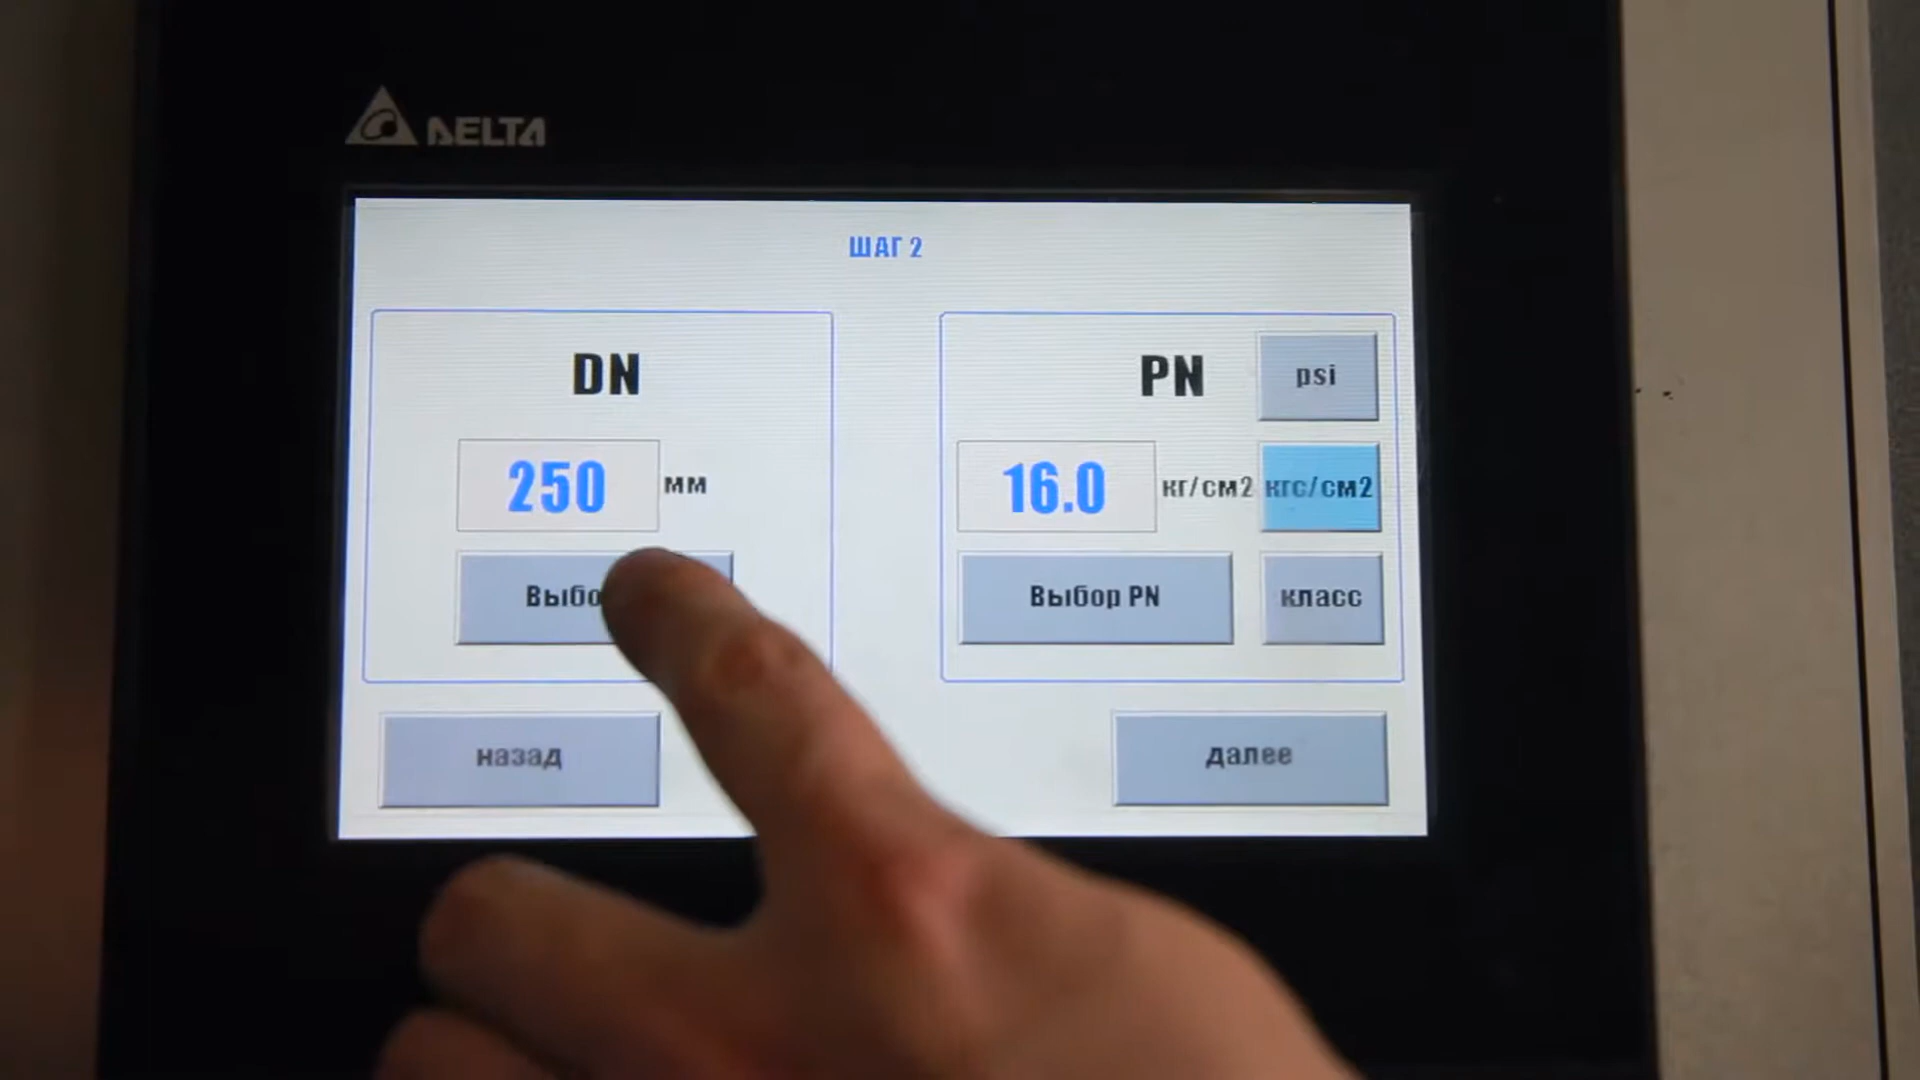 DELTA
ШАГ 2
DN
250 мм
PN
psi
16.0 кг/см2
кгс/см2
Выбор PN
класс
назад
далее